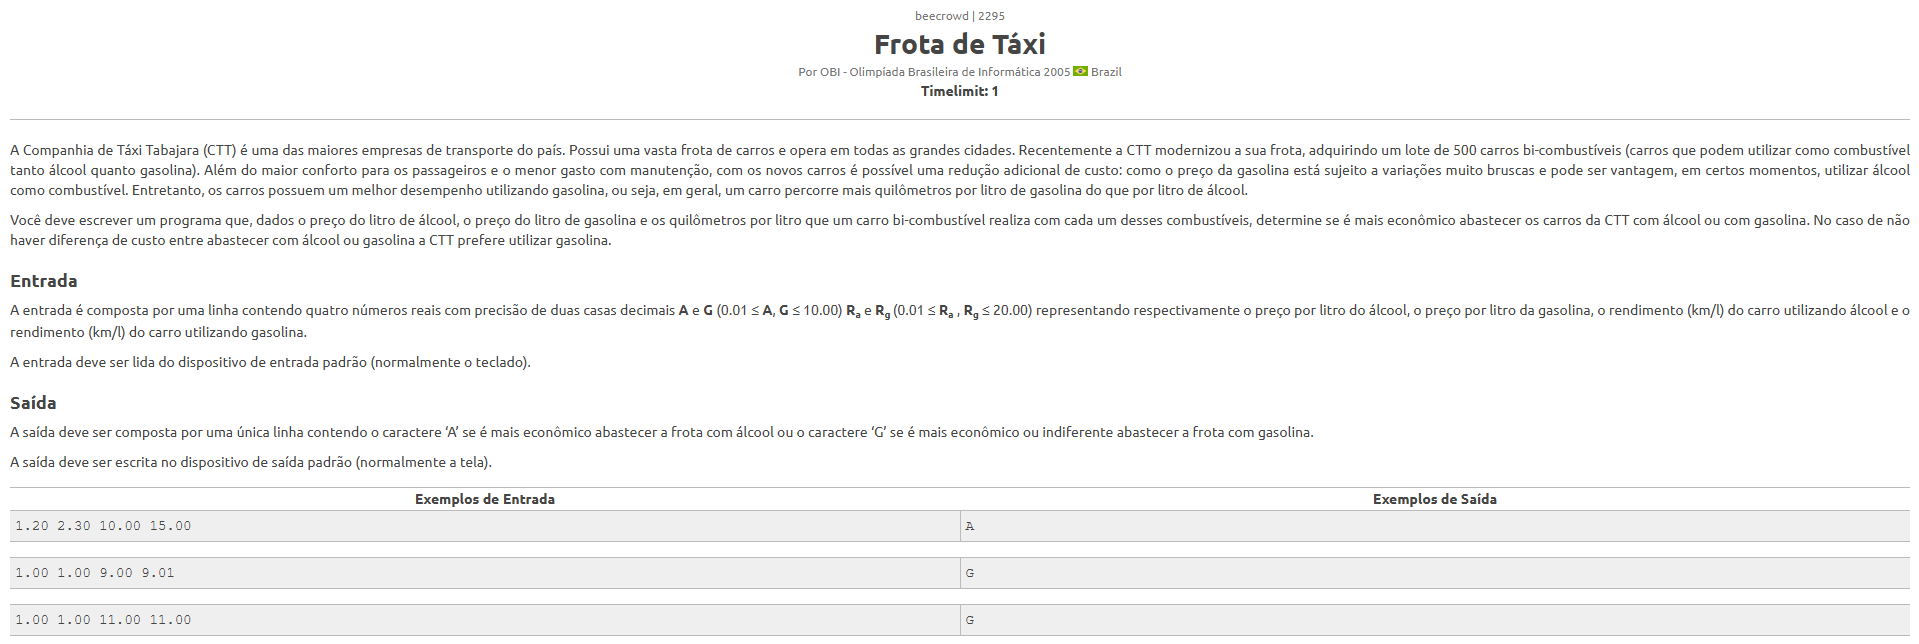 beecrowd | 2295
Frota de Táxi
Por OBI - Olimpíada Brasileira de Informática 2005 Brazil
Timelimit: 1
A Companhia de Táxi Tabajara (CTT) é uma das maiores empresas de transporte do país. Possui uma vasta frota de carros e opera em todas as grandes cidades. Recentemente a CTT modernizou a sua frota, adquirindo um lote de 500 carros bi-combustíveis (carros que podem utilizar como combustível
tanto álcool quanto gasolina). Além do maior conforto para os passageiros e o menor gasto com manutenção, com os novos carros é possível uma redução adicional de custo: como o preço da gasolina está sujeito a variações muito bruscas e pode ser vantagem, em certos momentos, utilizar álcool
como combustível. Entretanto, os carros possuem um melhor desempenho utilizando gasolina, ou seja, em geral, um carro percorre mais quilômetros por litro de gasolina do que por litro de álcool.
Você deve escrever um programa que, dados o preço do litro de álcool, o preço do litro de gasolina e os quilômetros por litro que um carro bi-combustível realiza com cada um desses combustíveis, determine se é mais econômico abastecer os carros da CTT com álcool ou com gasolina. No caso de não
haver diferença de custo entre abastecer com álcool ou gasolina a CTT prefere utilizar gasolina.
Entrada
A entrada é composta por uma linha contendo quatro números reais com precisão de duas casas decimais A e G (0.01 ≤ A, G ≤ 10.00) Ra e Rg (0.01 ≤ Ra , Rg ≤ 20.00) representando respectivamente o preço por litro do álcool, o preço por litro da gasolina, o rendimento (km/l) do carro utilizando álcool e o
rendimento (km/l) do carro utilizando gasolina.
A entrada deve ser lida do dispositivo de entrada padrão (normalmente o teclado).
Saída
A saída deve ser composta por uma única linha contendo o caractere ‘A’ se é mais econômico abastecer a frota com álcool ou o caractere ‘G’ se é mais econômico ou indiferente abastecer a frota com gasolina.
A saída deve ser escrita no dispositivo de saída padrão (normalmente a tela).
Exemplos de Entrada Exemplos de Saída
1.20 2.30 10.00 15.00 A
1.00 1.00 9.00 9.01 G
1.00 1.00 11.00 11.00 G